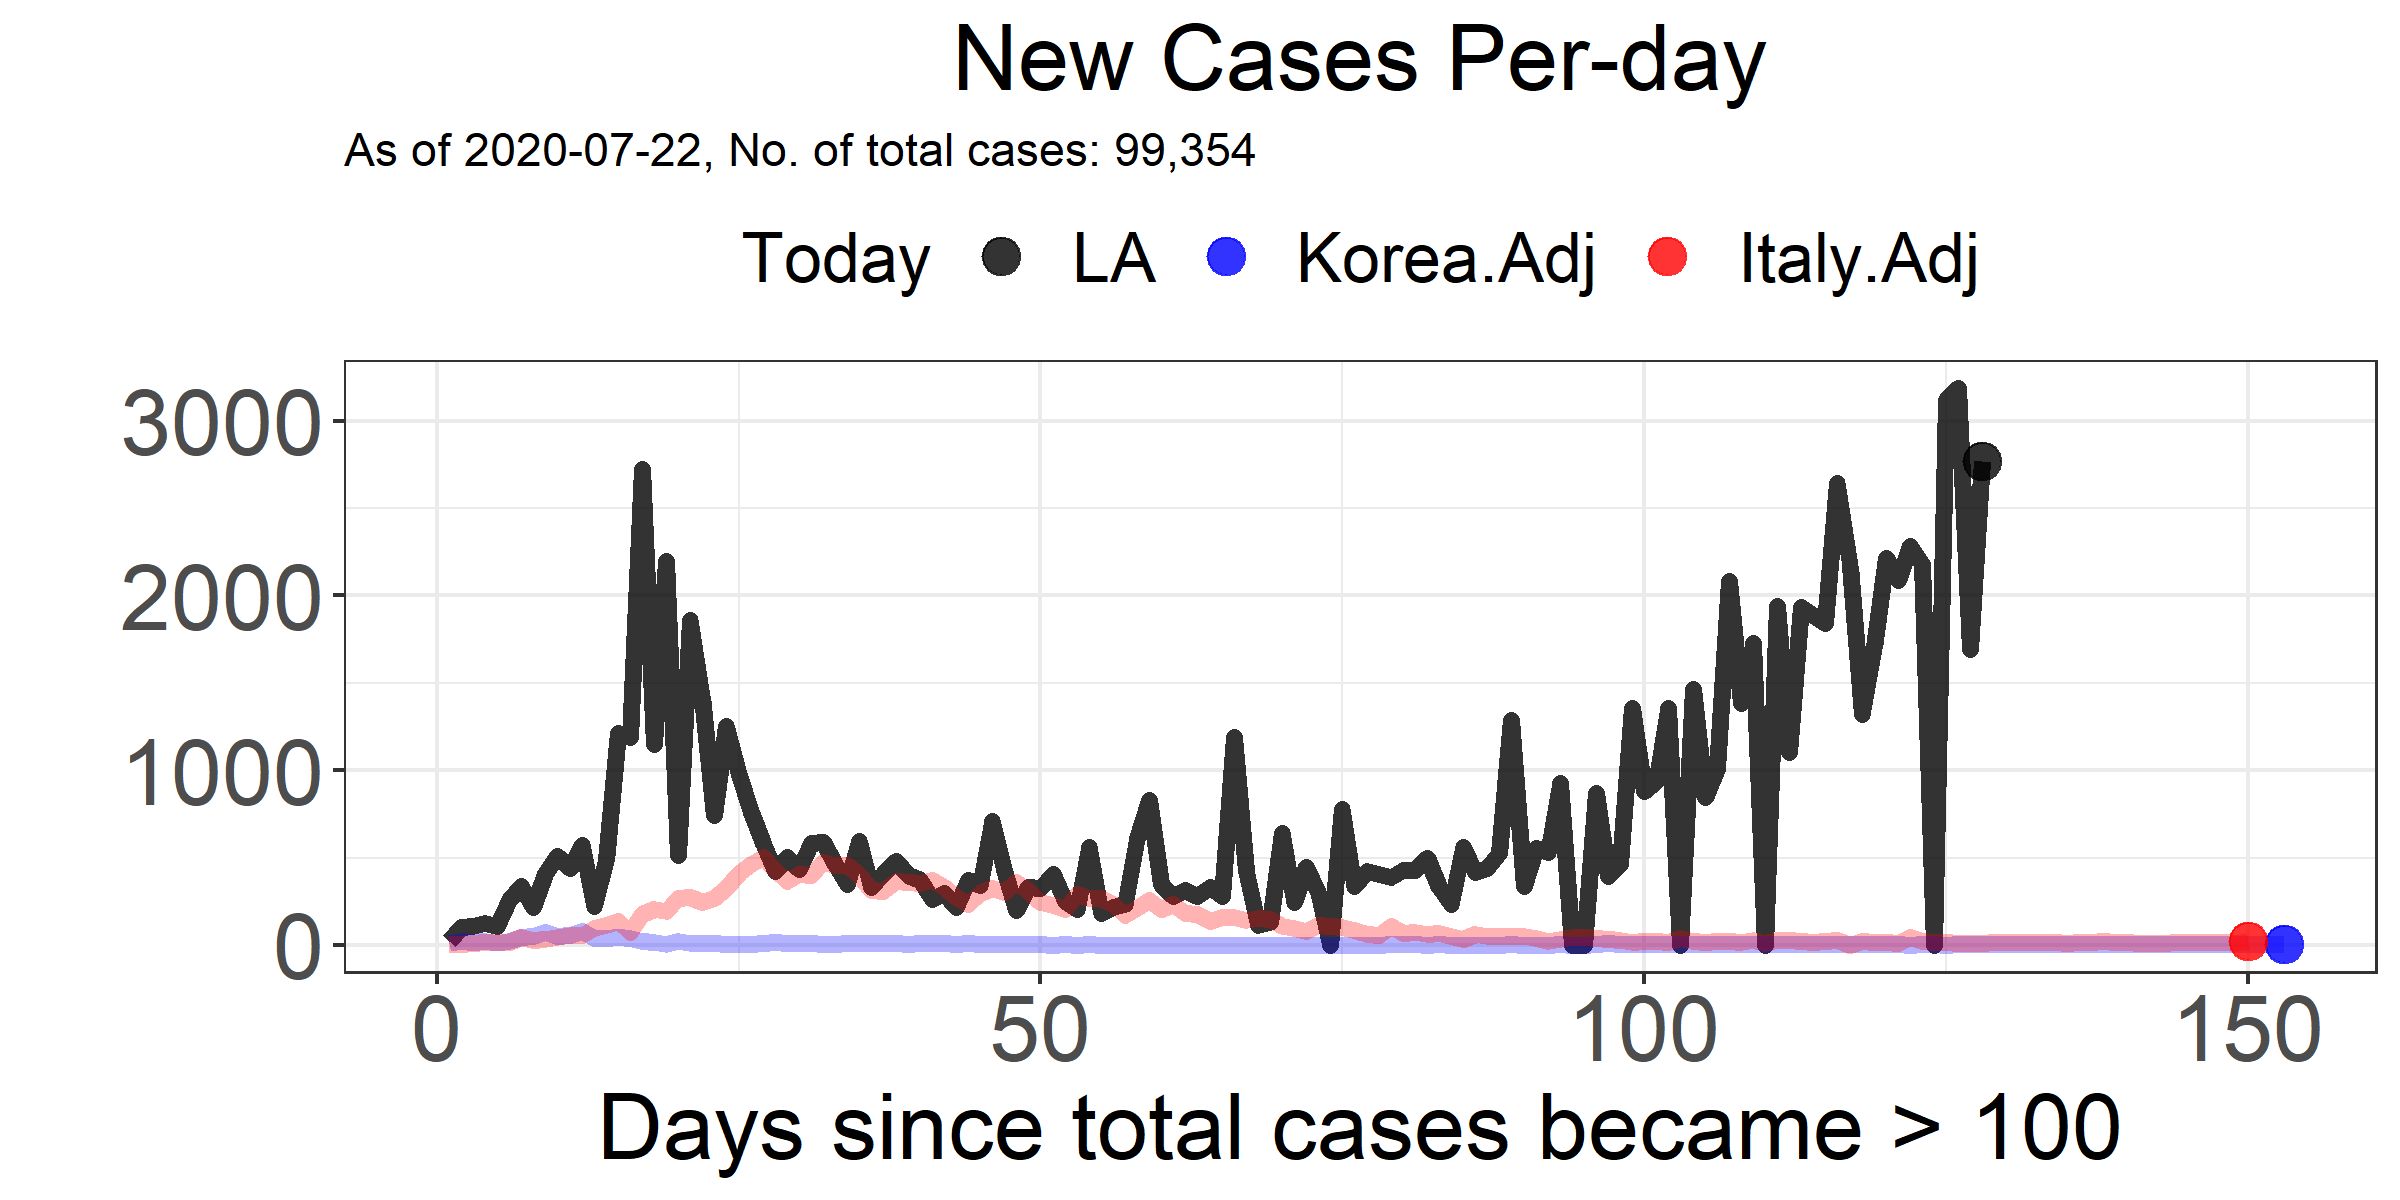 New Cases Per-day
As of 2020-07-22, No. of total cases: 99,354
Today LA Korea.Adj Italy.Adj
3000
2000
1000
0
0 50 100 150
Days since total cases became > 100